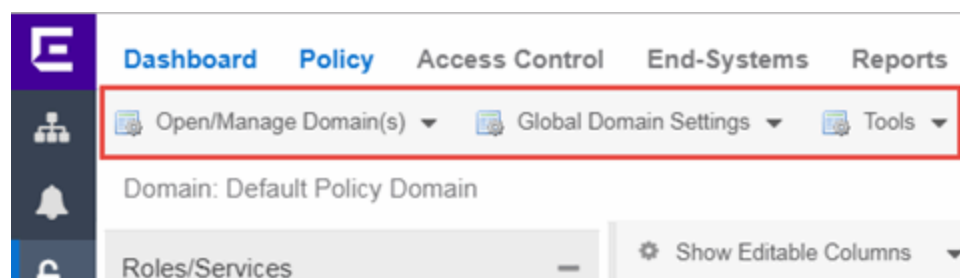 Dashboard Policy Access Control End-Systems Reports
Open/Manage Domain(s) Global Domain Settings Tools
Domain: Default Policy Domain
Roles/Services Show Editable Columns